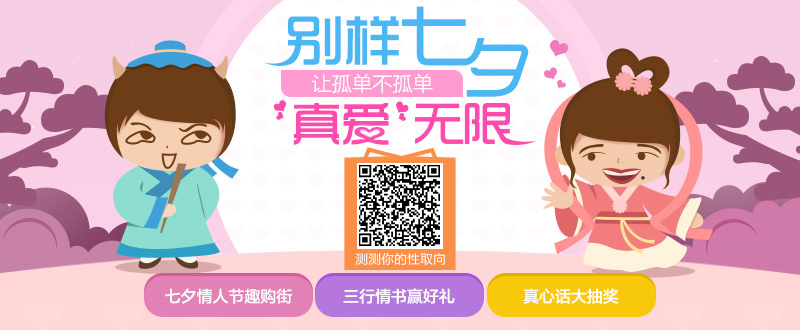 别样七夕
让孤单不孤单
真爱无限
测测你的性取向
七夕情人节趣购街
三行情书赢好礼
真心话大抽奖